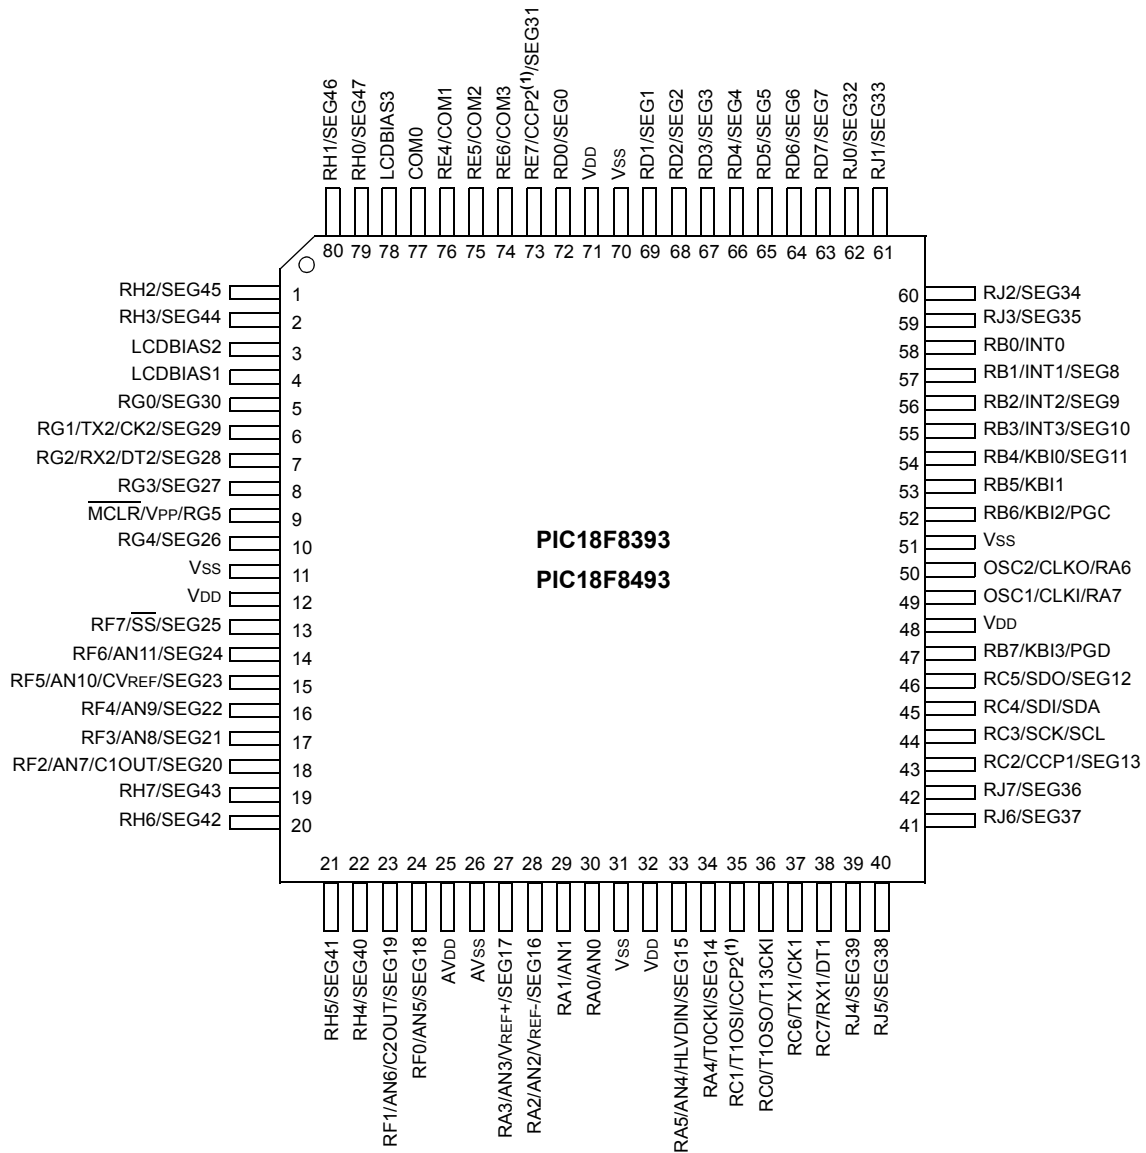 RH1/SEG46
RH0/SEG47
LCDBIAS3
COM0
RE4/COM1
RE5/COM2
RE6/COM3
RE7/CCP2(1)/SEG31
RD0/SEG0
VDD
VSS
RD1/SEG1
RD2/SEG2
RD3/SEG3
RD4/SEG4
RD5/SEG5
RD6/SEG6
RD7/SEG7
RJ0/SEG32
RJ1/SEG33
80 79 78 77 76 75 74 73 72 71 70 69 68 67 66 65 64 63 62 61
RH2/SEG45 1
RH3/SEG44 2
LCDBIAS2 3
LCDBIAS1 4
RG0/SEG30 5
RG1/TX2/CK2/SEG29 6
RG2/RX2/DT2/SEG28 7
RG3/SEG27 8
MCLR/VPP/RG5 9
RG4/SEG26 10
VSS 11
VDD 12
RF7/SS/SEG25 13
RF6/AN11/SEG24 14
RF5/AN10/CVREF/SEG23 15
RF4/AN9/SEG22 16
RF3/AN8/SEG21 17
RF2/AN7/C1OUT/SEG20 18
RH7/SEG43 19
RH6/SEG42 20
PIC18F8393
PIC18F8493
60 RJ2/SEG34
59 RJ3/SEG35
58 RB0/INT0
57 RB1/INT1/SEG8
56 RB2/INT2/SEG9
55 RB3/INT3/SEG10
54 RB4/KBI0/SEG11
53 RB5/KBI1
52 RB6/KBI2/PGC
51 VSS
50 OSC2/CLKO/RA6
49 OSC1/CLKI/RA7
48 VDD
47 RB7/KBI3/PGD
46 RC5/SDO/SEG12
45 RC4/SDI/SDA
44 RC3/SCK/SCL
43 RC2/CCP1/SEG13
42 RJ7/SEG36
41 RJ6/SEG37
21 22 23 24 25 26 27 28 29 30 31 32 33 34 35 36 37 38 39 40
RH5/SEG41
RH4/SEG40
RF1/AN6/C2OUT/SEG19
RF0/AN5/SEG18
AVDD
AVSS
RA3/AN3/VREF+/SEG17
RA2/AN2/VREF-/SEG16
RA1/AN1
RA0/AN0
VSS
VDD
RA5/AN4/HLVDIN/SEG15
RA4/T0CKI/SEG14
RC1/T1OSI/CCP2(1)
RC0/T1OSO/T13CKI
RC6/TX1/CK1
RC7/RX1/DT1
RJ4/SEG39
RJ5/SEG38